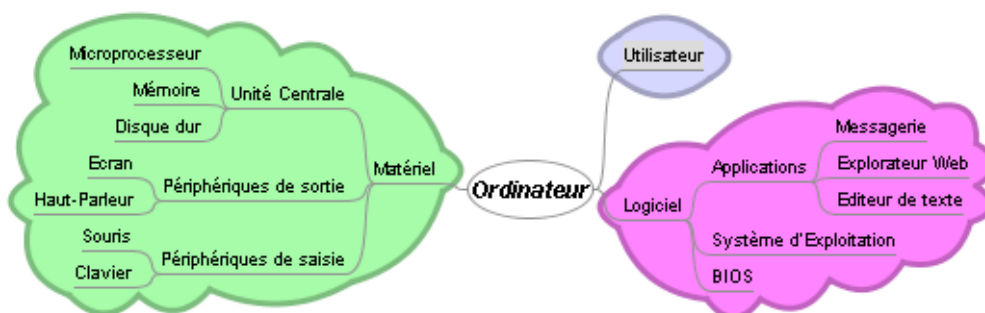 Microprocesseur
Mémoire
Disque dur
Unité Centrale
Ecran
Haut-Parleur
Périphériques de sortie
Souris
Clavier
Périphériques de saisie
Matériel
Ordinateur
Utilisateur
Logiciel
Applications
Messagerie
Explorateur Web
Editeur de texte
Système d'Exploitation
BIOS